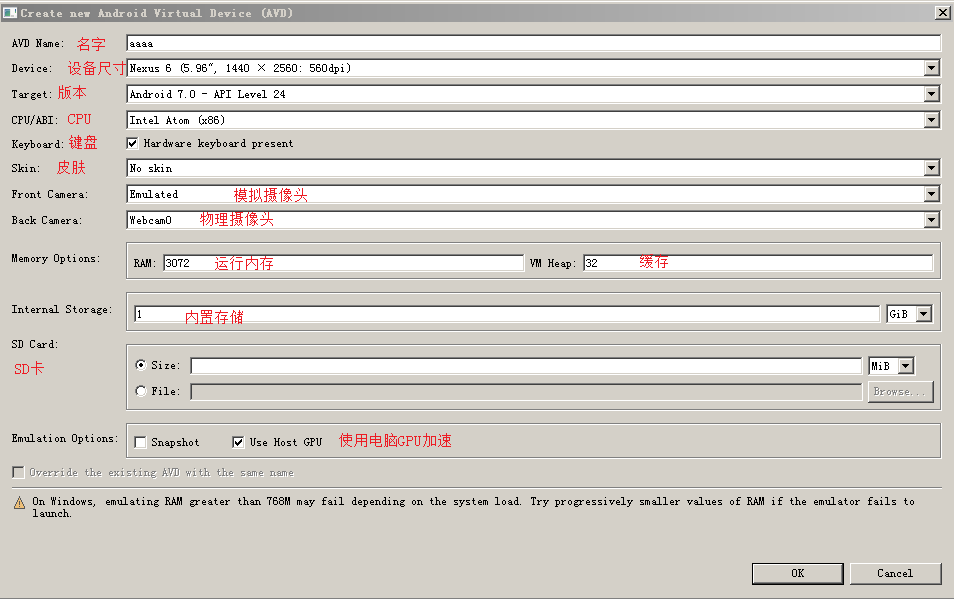 Create new Android Virtual Device (AVD)
AVD Name: 名字 aaaa
Device: 设备尺寸 Nexus 6 (5.96", 1440 × 2560: 560dpi)
Target: 版本 Android 7.0 - API Level 24
CPU/ABI: CPU Intel Atom (x86)
Keyboard: 键盘 Hardware keyboard present
Skin: 皮肤 No skin
Front Camera: Emulated 模拟摄像头
Back Camera: Webcam0 物理摄像头
Memory Options: RAM: 3072 运行内存 VM Heap: 32 缓存
Internal Storage: 1 内置存储 GiB
SD Card:
SD卡 Size: MiB
File: Browse...
Emulation Options: Snapshot Use Host GPU 使用电脑GPU加速
Override the existing AVD with the same name
On Windows, emulating RAM greater than 768M may fail depending on the system load. Try progressively smaller values of RAM if the emulator fails to
launch.
OK Cancel